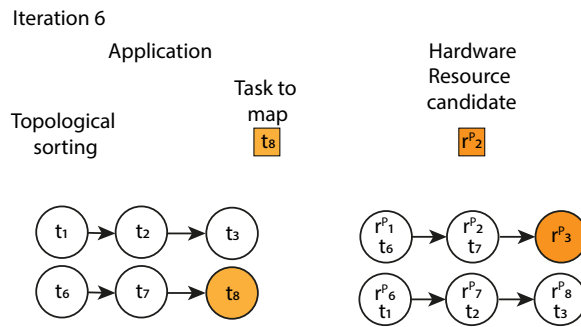 Iteration 6
Application
Hardware
Resource
candidate
Task to
map
Topological
sorting
t8
rP2
t1
t2
t3
rP1
t6
rP2
t7
rP3
t6
t7
t8
rP6
t1
rP7
t2
rP8
t3